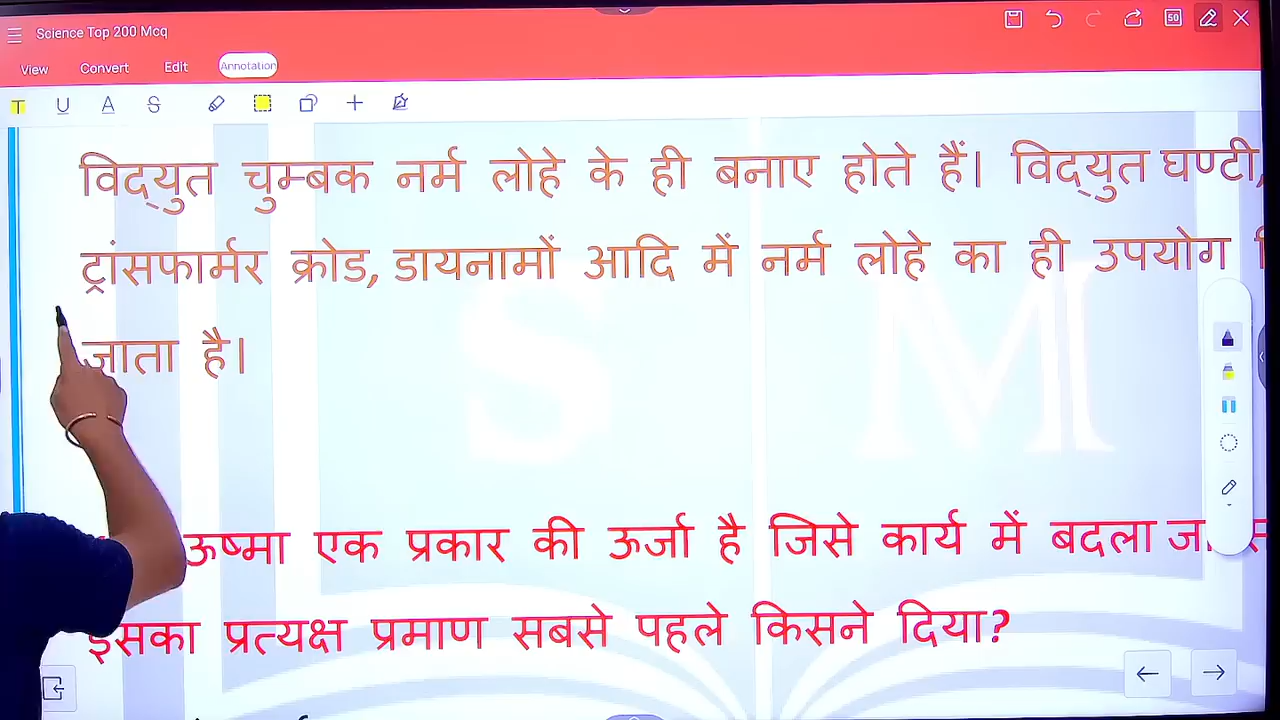 Science Top 200 Mcq
View Convert Edit Annotation
T U A S
50
विद्युत चुम्बक नर्म लोहे के ही बनाए होते हैं। विद्युत घण्टी,
ट्रांसफार्मर क्रोड, डायनामों आदि में नर्म लोहे का ही उपयोग
जाता है।
S M
ऊष्मा एक प्रकार की ऊर्जा है जिसे कार्य में बदला
इसका प्रत्यक्ष प्रमाण सबसे पहले किसने दिया?